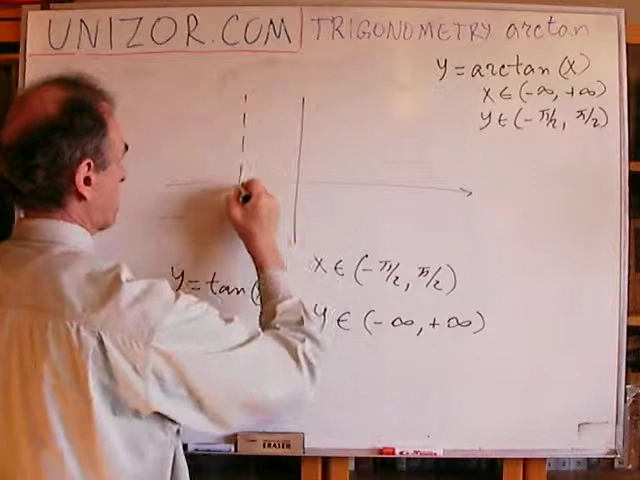 UNIZOR.COM | TRIGONOMETRY arctan
y = arctan(x)
x ∈ (-∞, +∞)
y ∈ (-π/2, π/2)
y = tan(
x ∈ (-π/2, π/2)
y ∈ (-∞, +∞)
ERASER